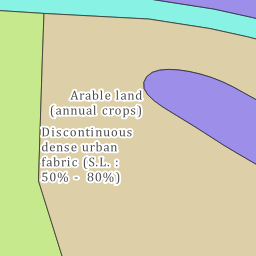 Arable land
(annual crops)
Discontinuous
dense urban
fabric (S.L. :
50% -  80%)